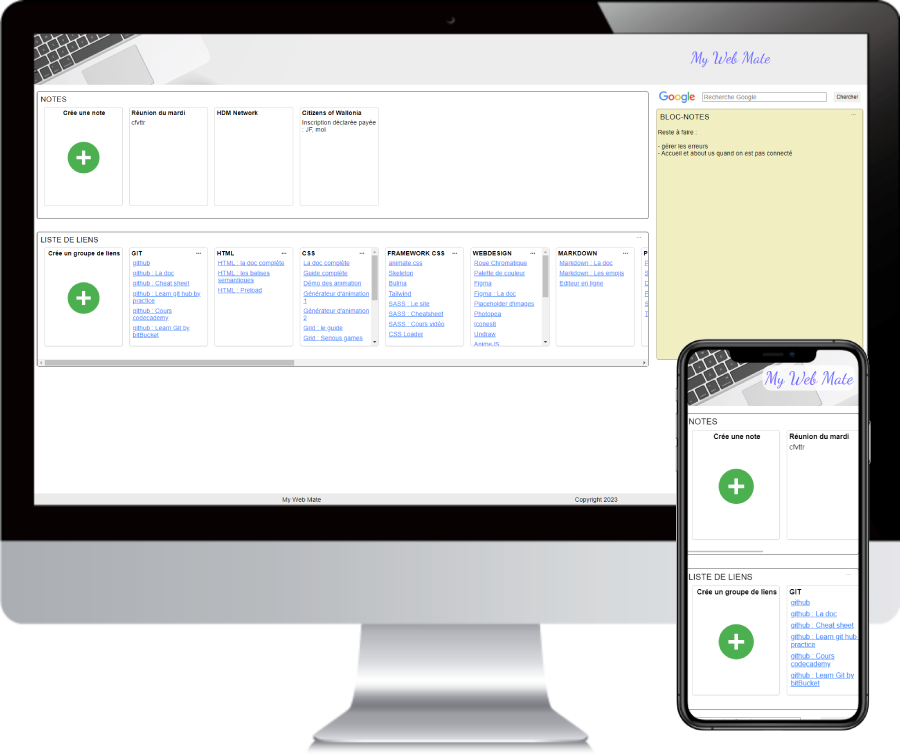 My Web Mate
NOTES
Crée une note
Réunion du mardi
cfvttr
HDM Network
Citizens of Wallonia
Inscription déclarée payée
: JF, moi
Google
Recherche Google
Chercher
BLOC-NOTES
Reste à faire :
- gérer les erreurs
- Accueil et about us quand on est pas connecté
LISTE DE LIENS
Crée un groupe de liens
GIT
github
github : La doc
github : Cheat sheet
github : Learn git hub by
practice
github : Cours
codecademy
github : Learn Git by
bitBucket
HTML
HTML : la doc complète
HTML : les balises
sémantiques
HTML : Preload
CSS
La doc complète
Guide complète
Démo des animation
Générateur d'animation
1
Générateur d'animation
2
Grid : le guide
Grid : Serious games
FRAMEWORK CSS
animate.css
Skeleton
Bulma
Tailwind
SASS : Le site
SASS : Cheatsheet
SASS : Cours vidéo
CSS Loader
WEBDESIGN
Rose Chromatique
Palette de couleur
Figma
Figma : La doc
Placeholder d'images
Photopea
Iconesti
Undraw
AnimeJS
MARKDOWN
Markdown : La doc
Markdown : Les emojis
Editeur en ligne
My Web Mate
Copyright 2023
My Web Mate
NOTES
Crée une note
Réunion du mardi
cfvttr
LISTE DE LIENS
Crée un groupe de liens
GIT
github
github : La doc
github : Cheat sheet
github : Learn git hub
practice
github : Cours
codecademy
github : Learn Git by
bitBucket